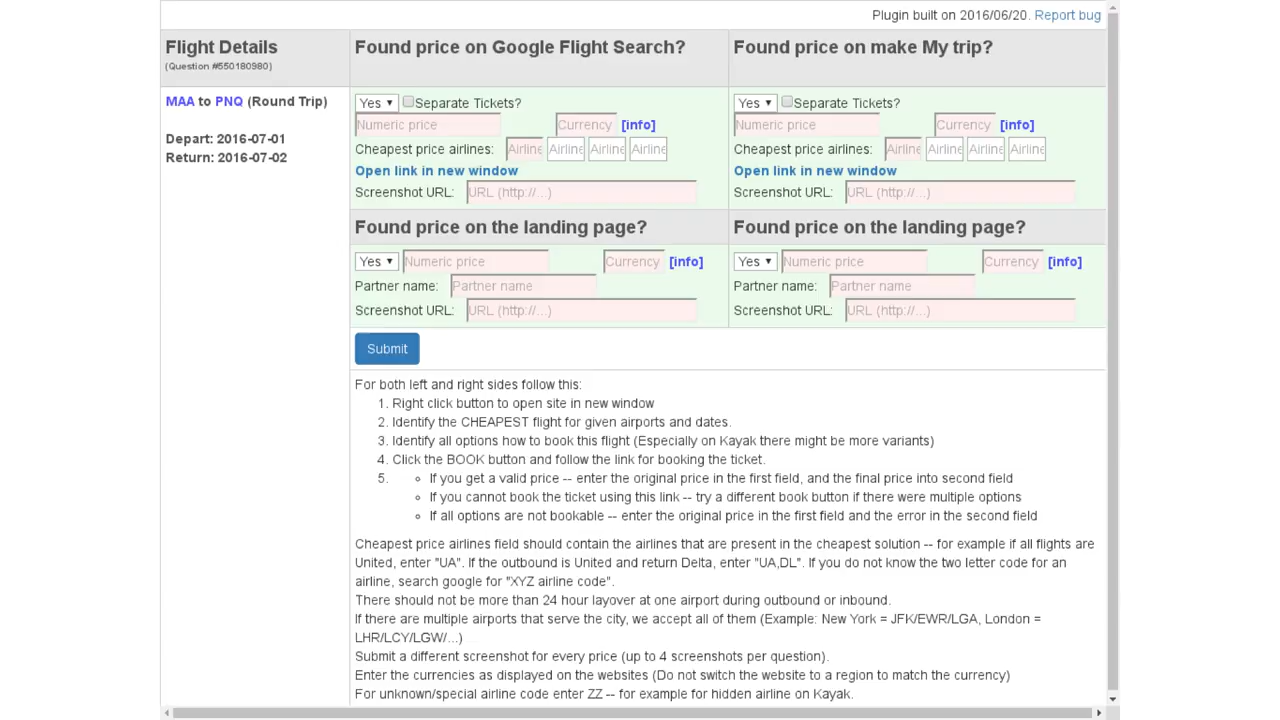 Plugin built on 2016/06/20. Report bug
Flight Details
(Question #550180980)
Found price on Google Flight Search?
Found price on make My trip?
MAA to PNQ (Round Trip)
Depart: 2016-07-01
Return: 2016-07-02
Yes Separate Tickets?
Numeric price Currency [info]
Cheapest price airlines: Airline Airline Airline Airline
Open link in new window
Screenshot URL: URL (http://...)
Yes Separate Tickets?
Numeric price Currency [info]
Cheapest price airlines: Airline Airline Airline Airline
Open link in new window
Screenshot URL: URL (http://...)
Found price on the landing page?
Found price on the landing page?
Yes Numeric price Currency [info]
Partner name: Partner name
Screenshot URL: URL (http://...)
Yes Numeric price Currency [info]
Partner name: Partner name
Screenshot URL: URL (http://...)
Submit
For both left and right sides follow this:
1. Right click button to open site in new window
2. Identify the CHEAPEST flight for given airports and dates.
3. Identify all options how to book this flight (Especially on Kayak there might be more variants)
4. Click the BOOK button and follow the link for booking the ticket.
5. ◦ If you get a valid price -- enter the original price in the first field, and the final price into second field
◦ If you cannot book the ticket using this link -- try a different book button if there were multiple options
◦ If all options are not bookable -- enter the original price in the first field and the error in the second field
Cheapest price airlines field should contain the airlines that are present in the cheapest solution -- for example if all flights are
United, enter "UA". If the outbound is United and return Delta, enter "UA,DL". If you do not know the two letter code for an
airline, search google for "XYZ airline code".
There should not be more than 24 hour layover at one airport during outbound or inbound.
If there are multiple airports that serve the city, we accept all of them (Example: New York = JFK/EWR/LGA, London =
LHR/LCY/LGW/...)
Submit a different screenshot for every price (up to 4 screenshots per question).
Enter the currencies as displayed on the websites (Do not switch the website to a region to match the currency)
For unknown/special airline code enter ZZ -- for example for hidden airline on Kayak.